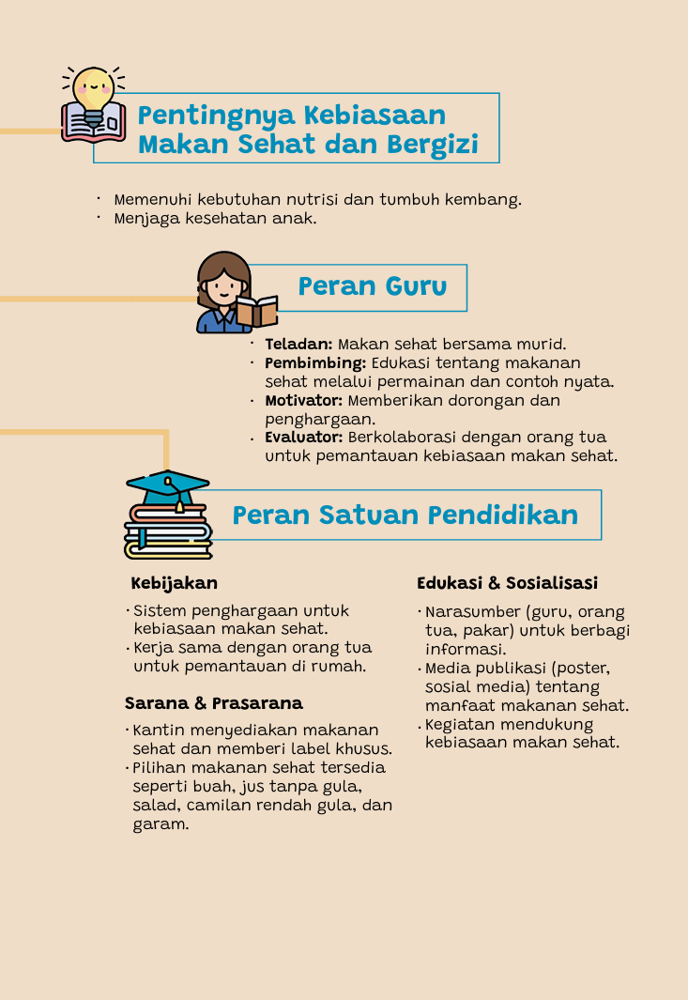 Pentingnya Kebiasaan
Makan Sehat dan Bergizi
· Memenuhi kebutuhan nutrisi dan tumbuh kembang.
· Menjaga kesehatan anak.
Peran Guru
· Teladan: Makan sehat bersama murid.
· Pembimbing: Edukasi tentang makanan
sehat melalui permainan dan contoh nyata.
· Motivator: Memberikan dorongan dan
penghargaan.
· Evaluator: Berkolaborasi dengan orang tua
untuk pemantauan kebiasaan makan sehat.
Peran Satuan Pendidikan
Kebijakan
· Sistem penghargaan untuk
kebiasaan makan sehat.
· Kerja sama dengan orang tua
untuk pemantauan di rumah.
Sarana & Prasarana
· Kantin menyediakan makanan
sehat dan memberi label khusus.
· Pilihan makanan sehat tersedia
seperti buah, jus tanpa gula,
salad, camilan rendah gula, dan
garam.
Edukasi & Sosialisasi
· Narasumber (guru, orang
tua, pakar) untuk berbagi
informasi.
· Media publikasi (poster,
sosial media) tentang
manfaat makanan sehat.
· Kegiatan mendukung
kebiasaan makan sehat.